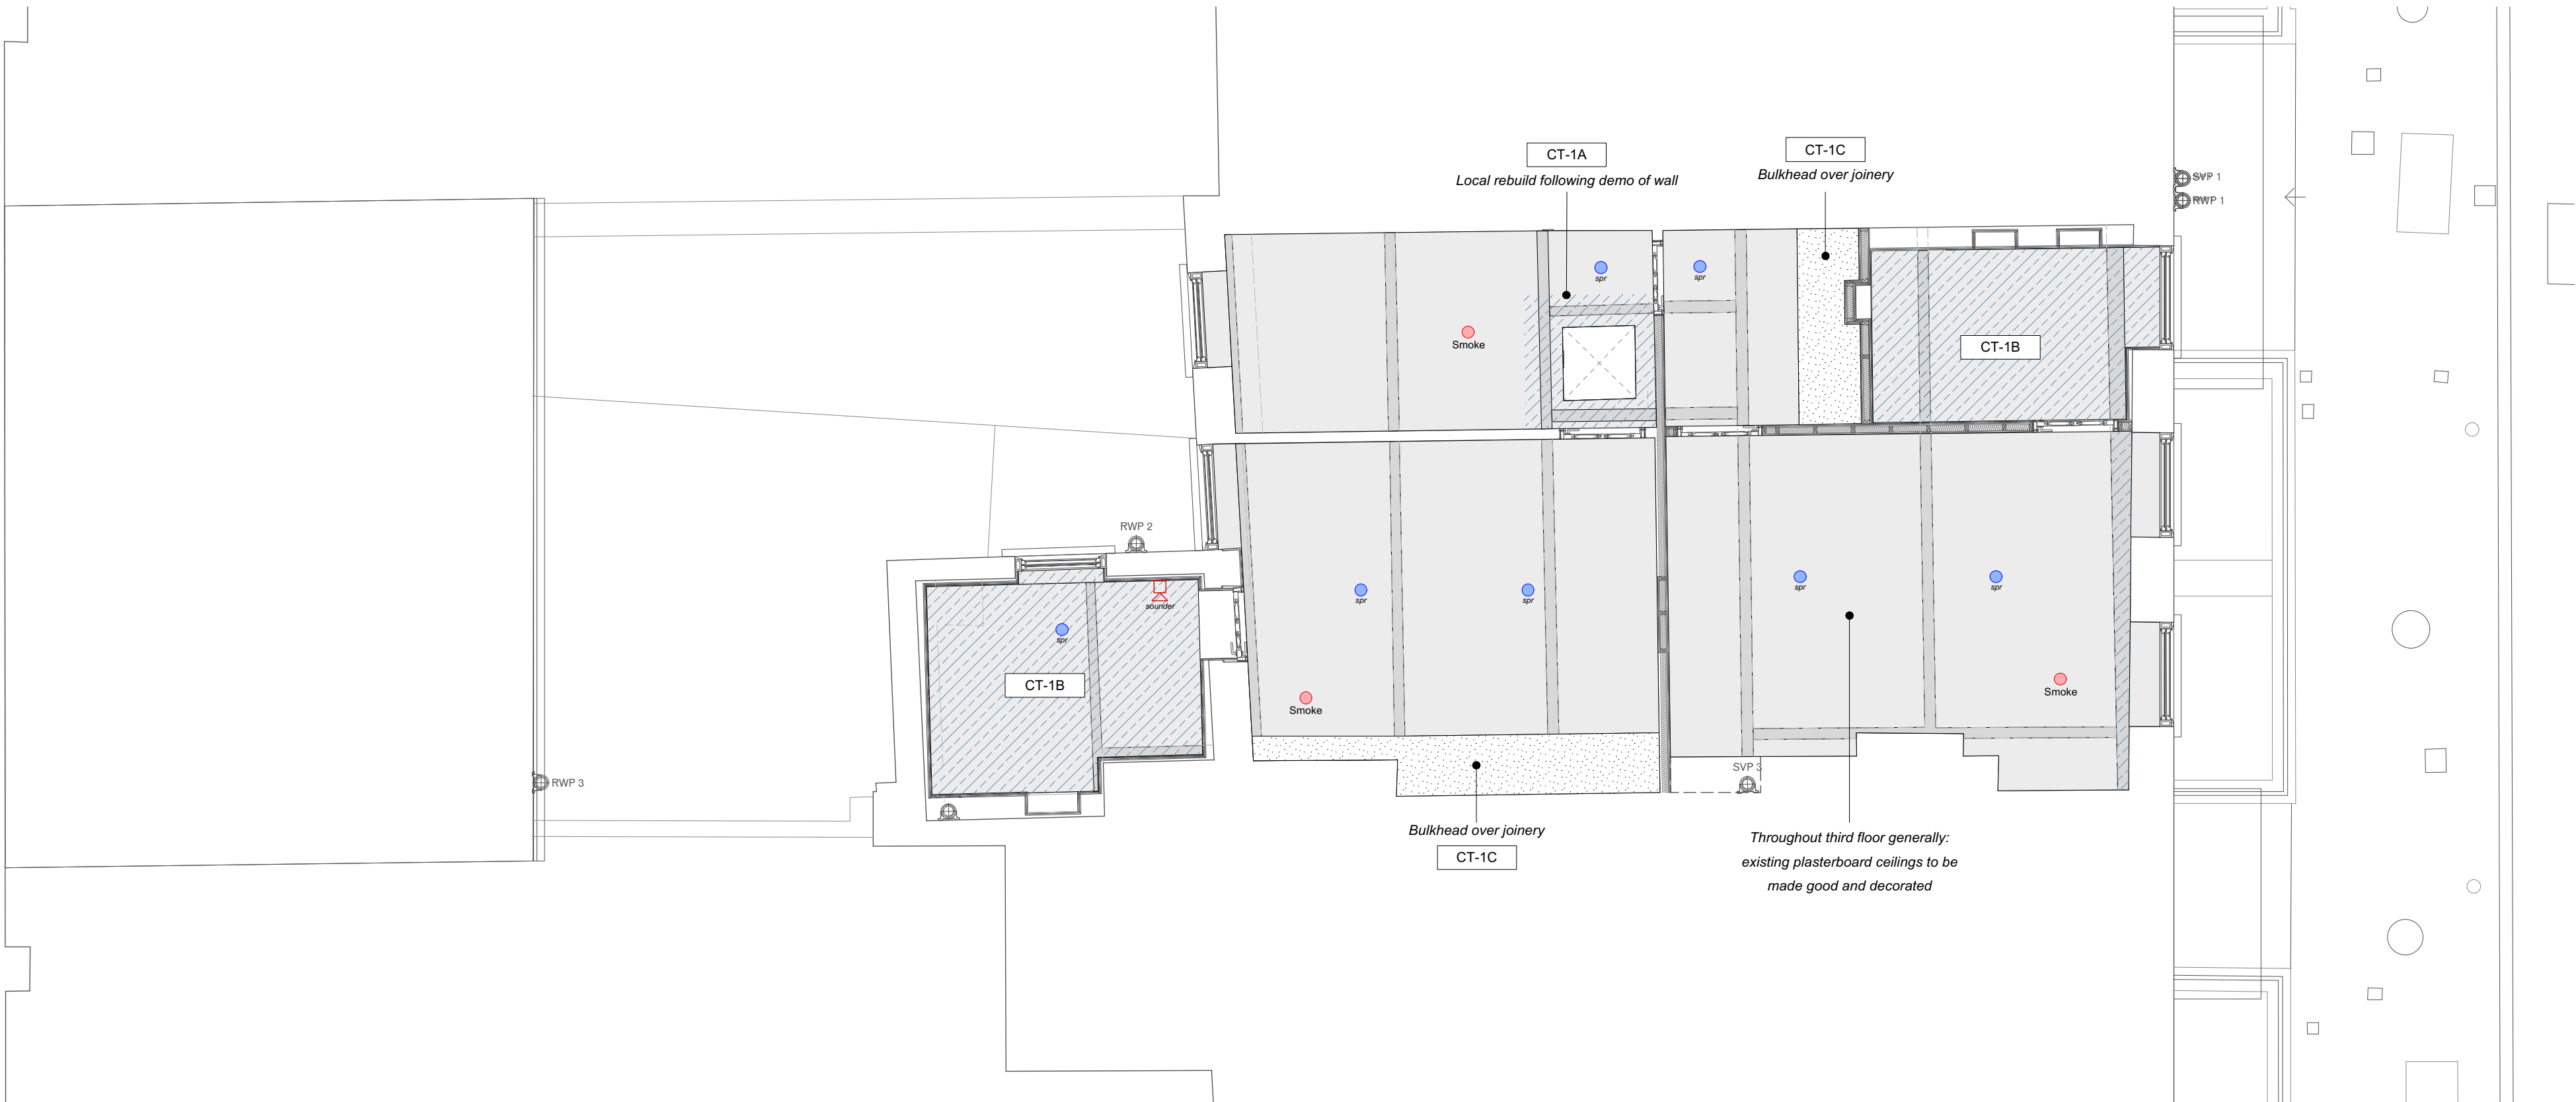 CT-1A
Local rebuild following demo of wall
CT-1C
Bulkhead over joinery
SVP 1
RWP 1
spr
spr
Smoke
CT-1B
RWP 2
sounder
spr
CT-1B
spr
spr
spr
spr
Smoke
Smoke
RWP 3
SVP 3
Bulkhead over joinery
CT-1C
Throughout third floor generally:
existing plasterboard ceilings to be
made good and decorated